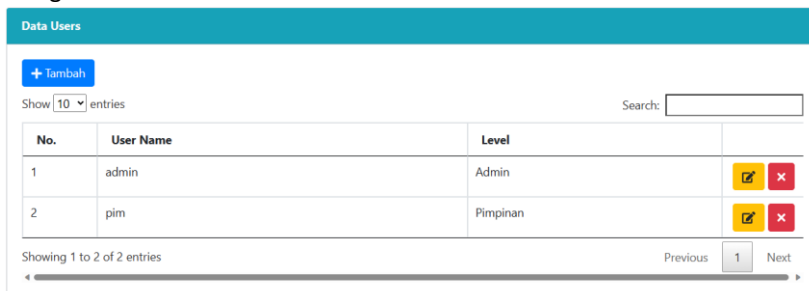 Data Users
+ Tambah
Show 10 entries Search:
No. User Name Level
1 admin Admin
2 pim Pimpinan
Showing 1 to 2 of 2 entries Previous 1 Next